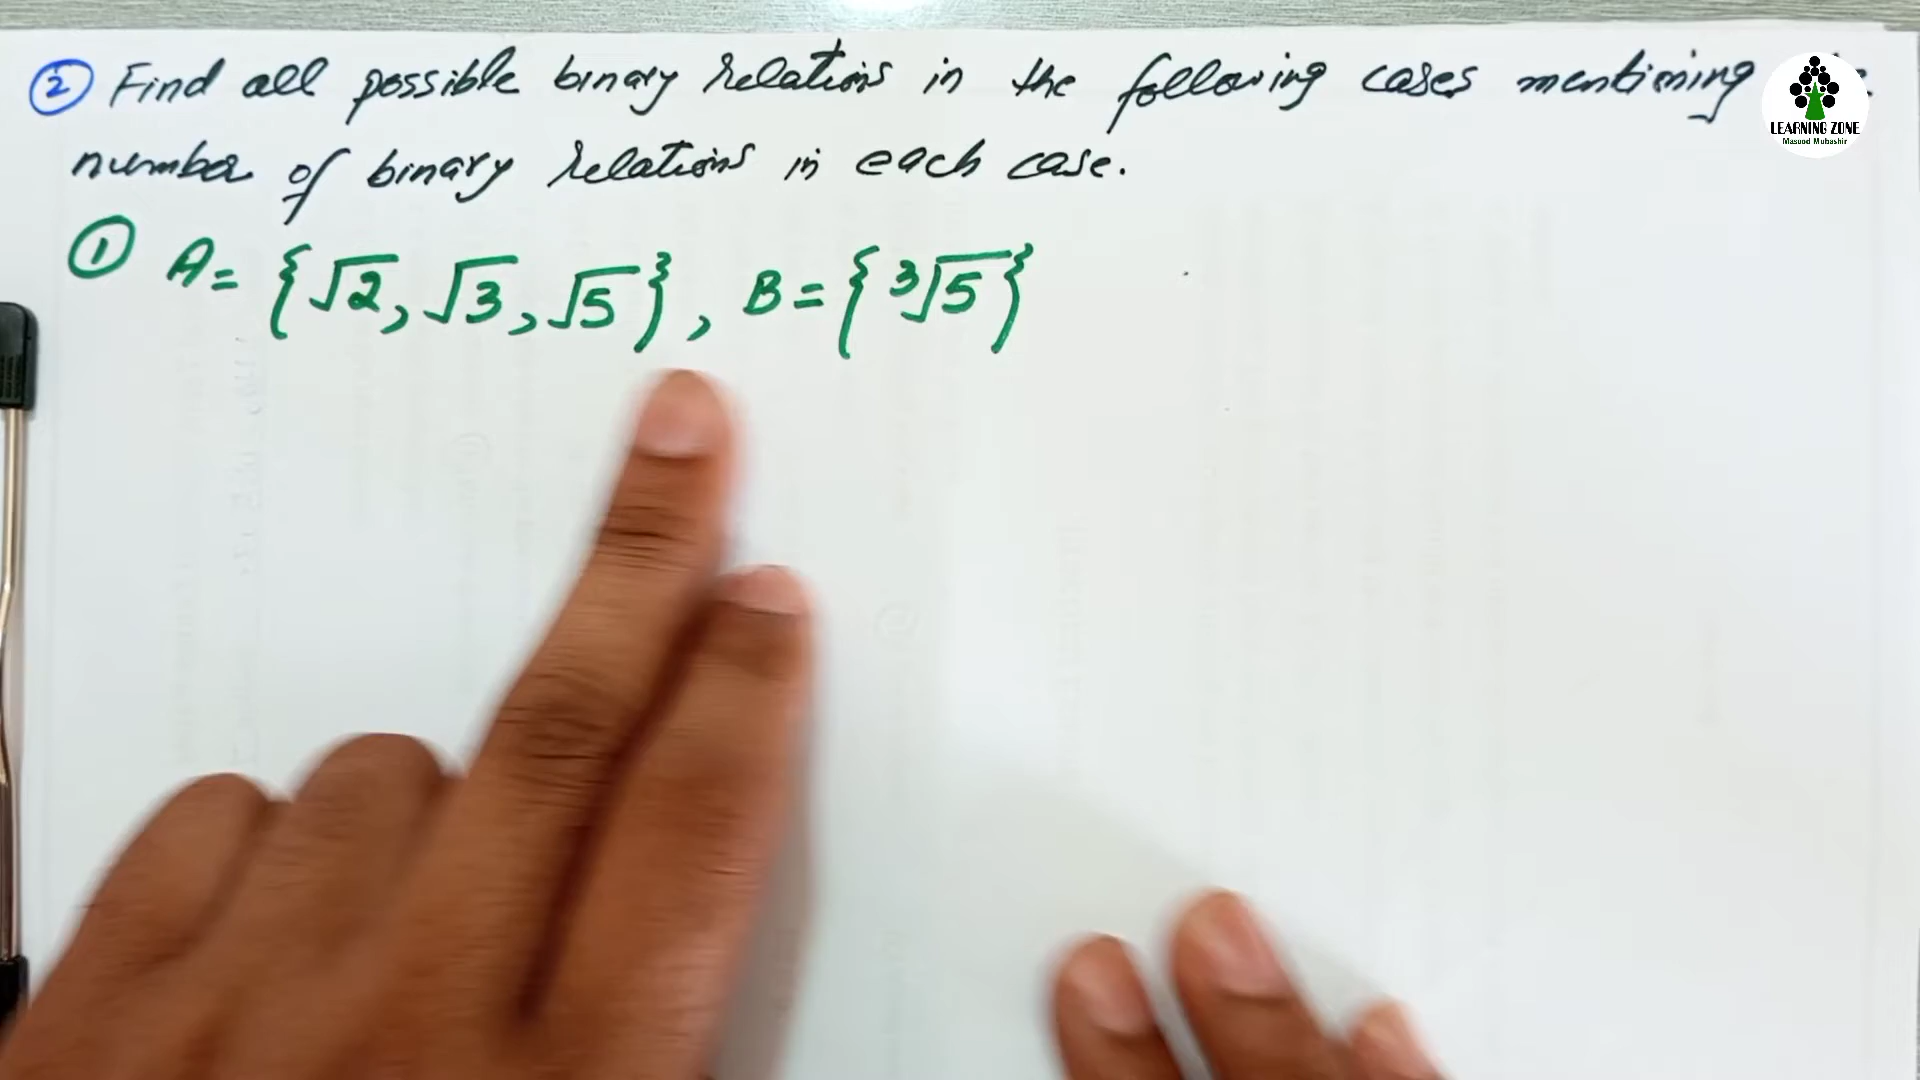 ② Find all possible binary relations in the following cases mentioning
number of binary relations in each case.
① A = {√2, √3, √5}, B = {³√5}
LEARNING ZONE
Masood Mubashir